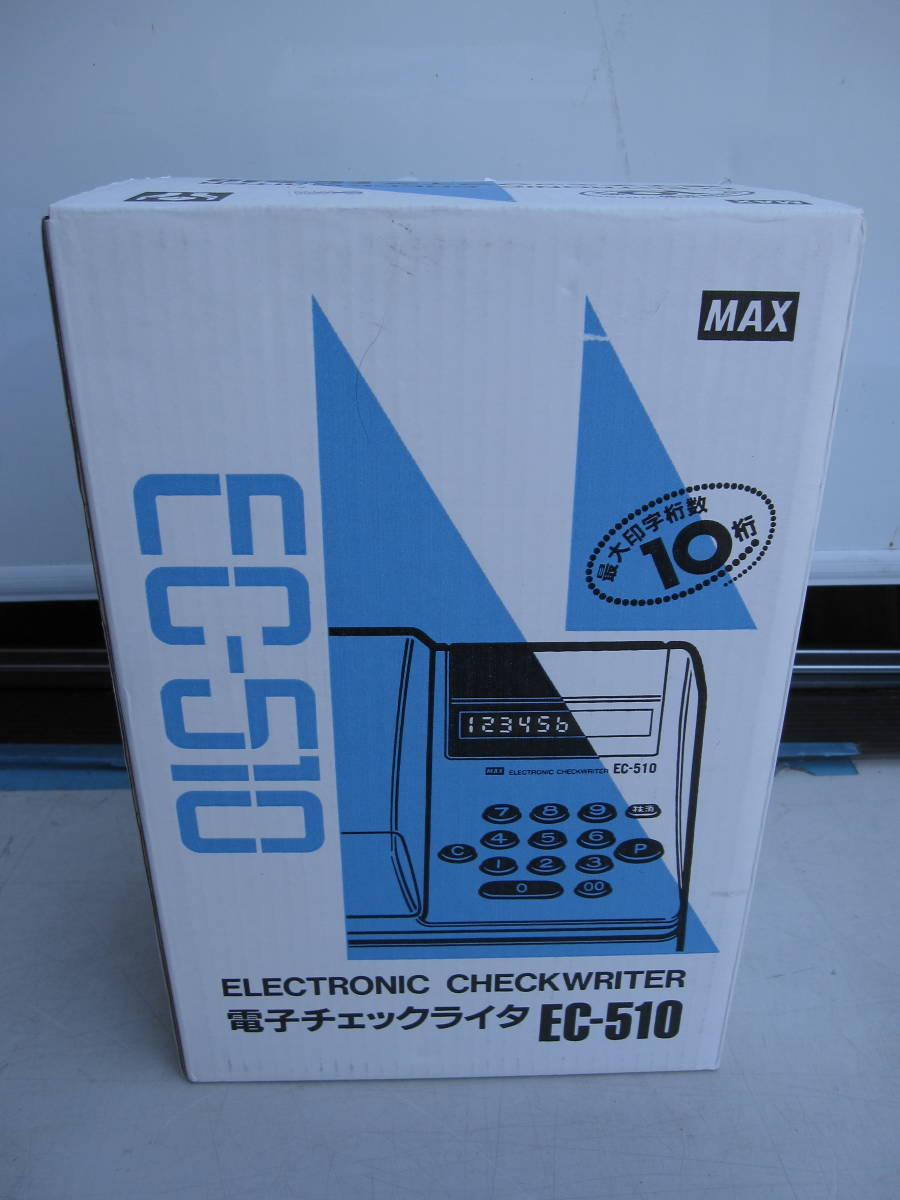 MAX
EC-510
最大印字桁数
10桁
123456
MAX ELECTRONIC CHECKWRITER EC-510
7 8 9 抹消
C 4 5 6 P
1 2 3
0 00
ELECTRONIC CHECKWRITER
電子チェックライタ EC-510